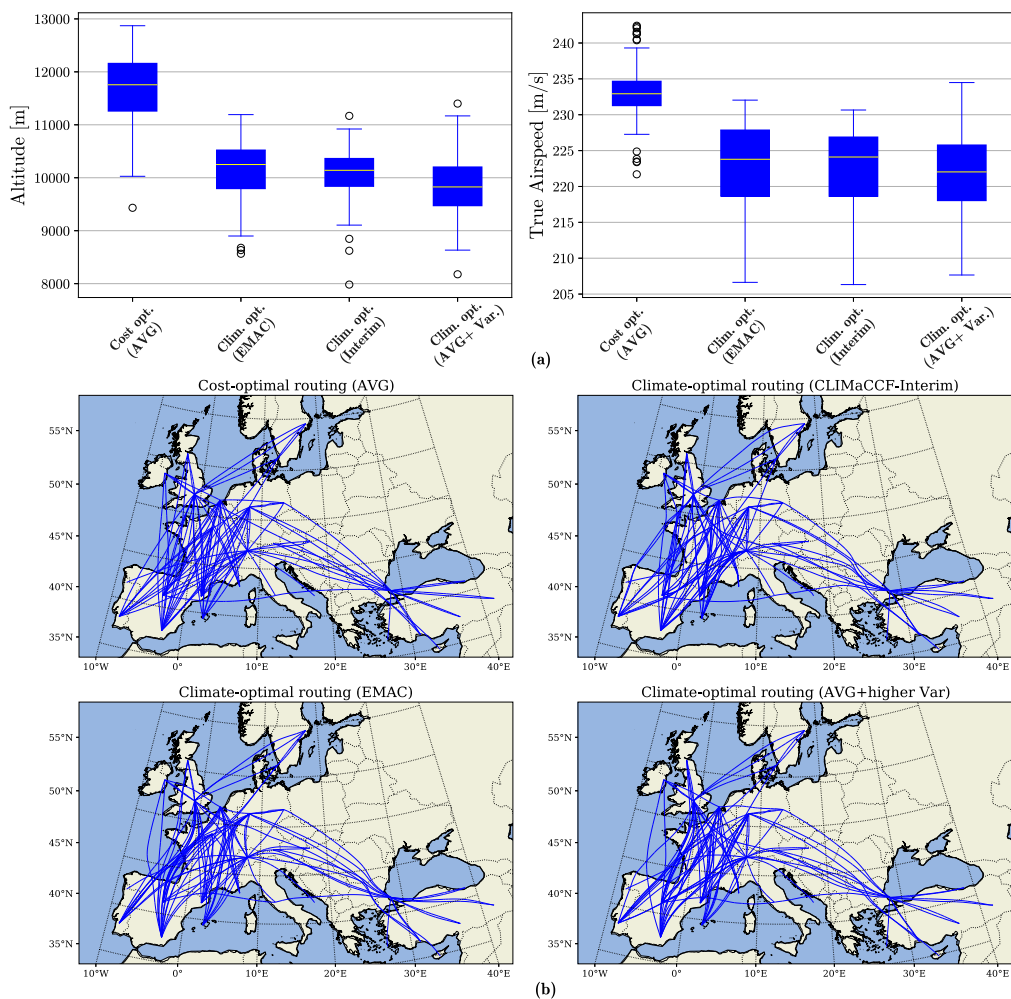 13000
12000
11000
10000
9000
8000
Altitude [m]
Cost opt.
(AVG)
Clim. opt.
(EMAC)
Clim. opt.
(Interim)
Clim. opt.
(AVG+ Var.)
240
235
230
225
220
215
210
205
True Airspeed [m/s]
Cost opt.
(AVG)
Clim. opt.
(EMAC)
Clim. opt.
(Interim)
Clim. opt.
(AVG+ Var.)
(a)
Cost-optimal routing (AVG)
55°N
50°N
45°N
40°N
35°N
10°W 0° 10°E 20°E 30°E 40°E
Climate-optimal routing (CLIMaCCF-Interim)
55°N
50°N
45°N
40°N
35°N
10°W 0° 10°E 20°E 30°E 40°E
Climate-optimal routing (EMAC)
55°N
50°N
45°N
40°N
35°N
10°W 0° 10°E 20°E 30°E 40°E
Climate-optimal routing (AVG+higher Var)
55°N
50°N
45°N
40°N
35°N
10°W 0° 10°E 20°E 30°E 40°E
(b)